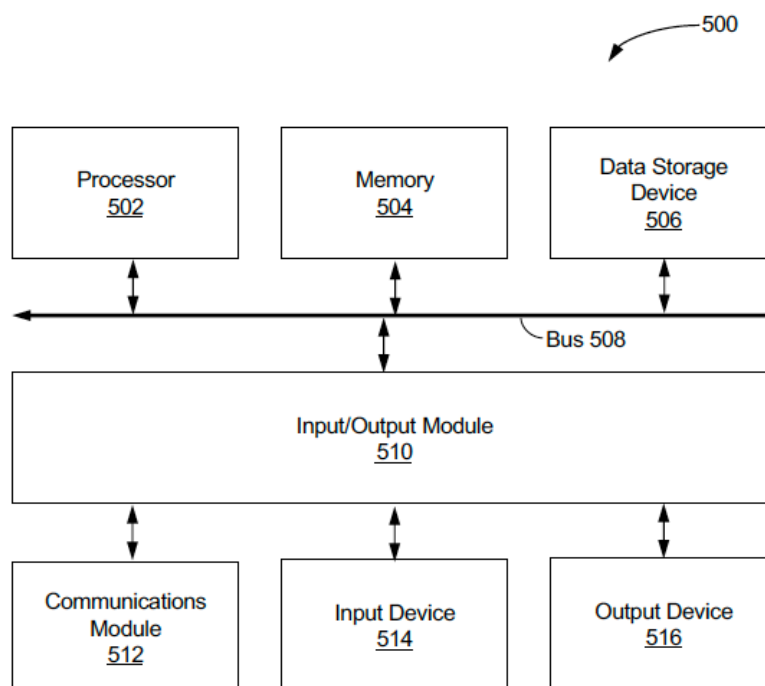 500
Processor
502
Memory
504
Data Storage
Device
506
Bus 508
Input/Output Module
510
Communications
Module
512
Input Device
514
Output Device
516